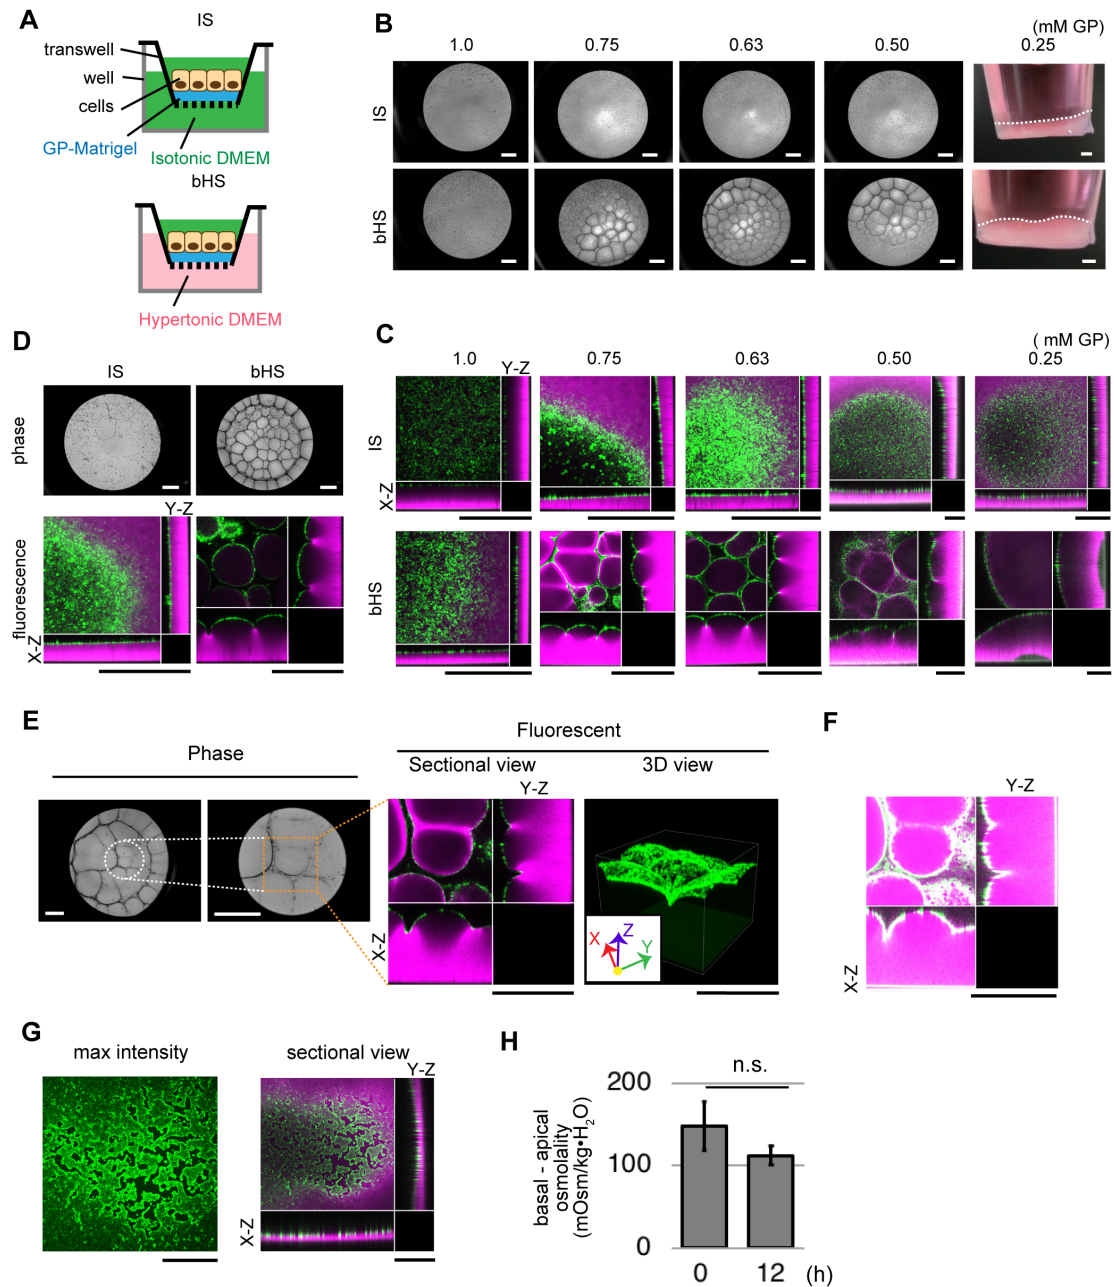 A
IS
transwell
well
cells
GP-Matrigel
Isotonic DMEM
bHS
Hypertonic DMEM
B
(mM GP)
1.0 0.75 0.63 0.50 0.25
IS
bHS
D
IS bHS
phase
Y-Z
fluorescence
X-Z
C
( mM GP)
1.0 0.75 0.63 0.50 0.25
Y-Z
IS
X-Z
bHS
E
Phase
Fluorescent
Sectional view 3D view
Y-Z
X-Z
X Z Y
F
Y-Z
X-Z
G
max intensity sectional view
Y-Z
X-Z
H
n.s.
200
100
0
basal - apical
osmolality
(mOsm/kg•H₂O)
0 12 (h)